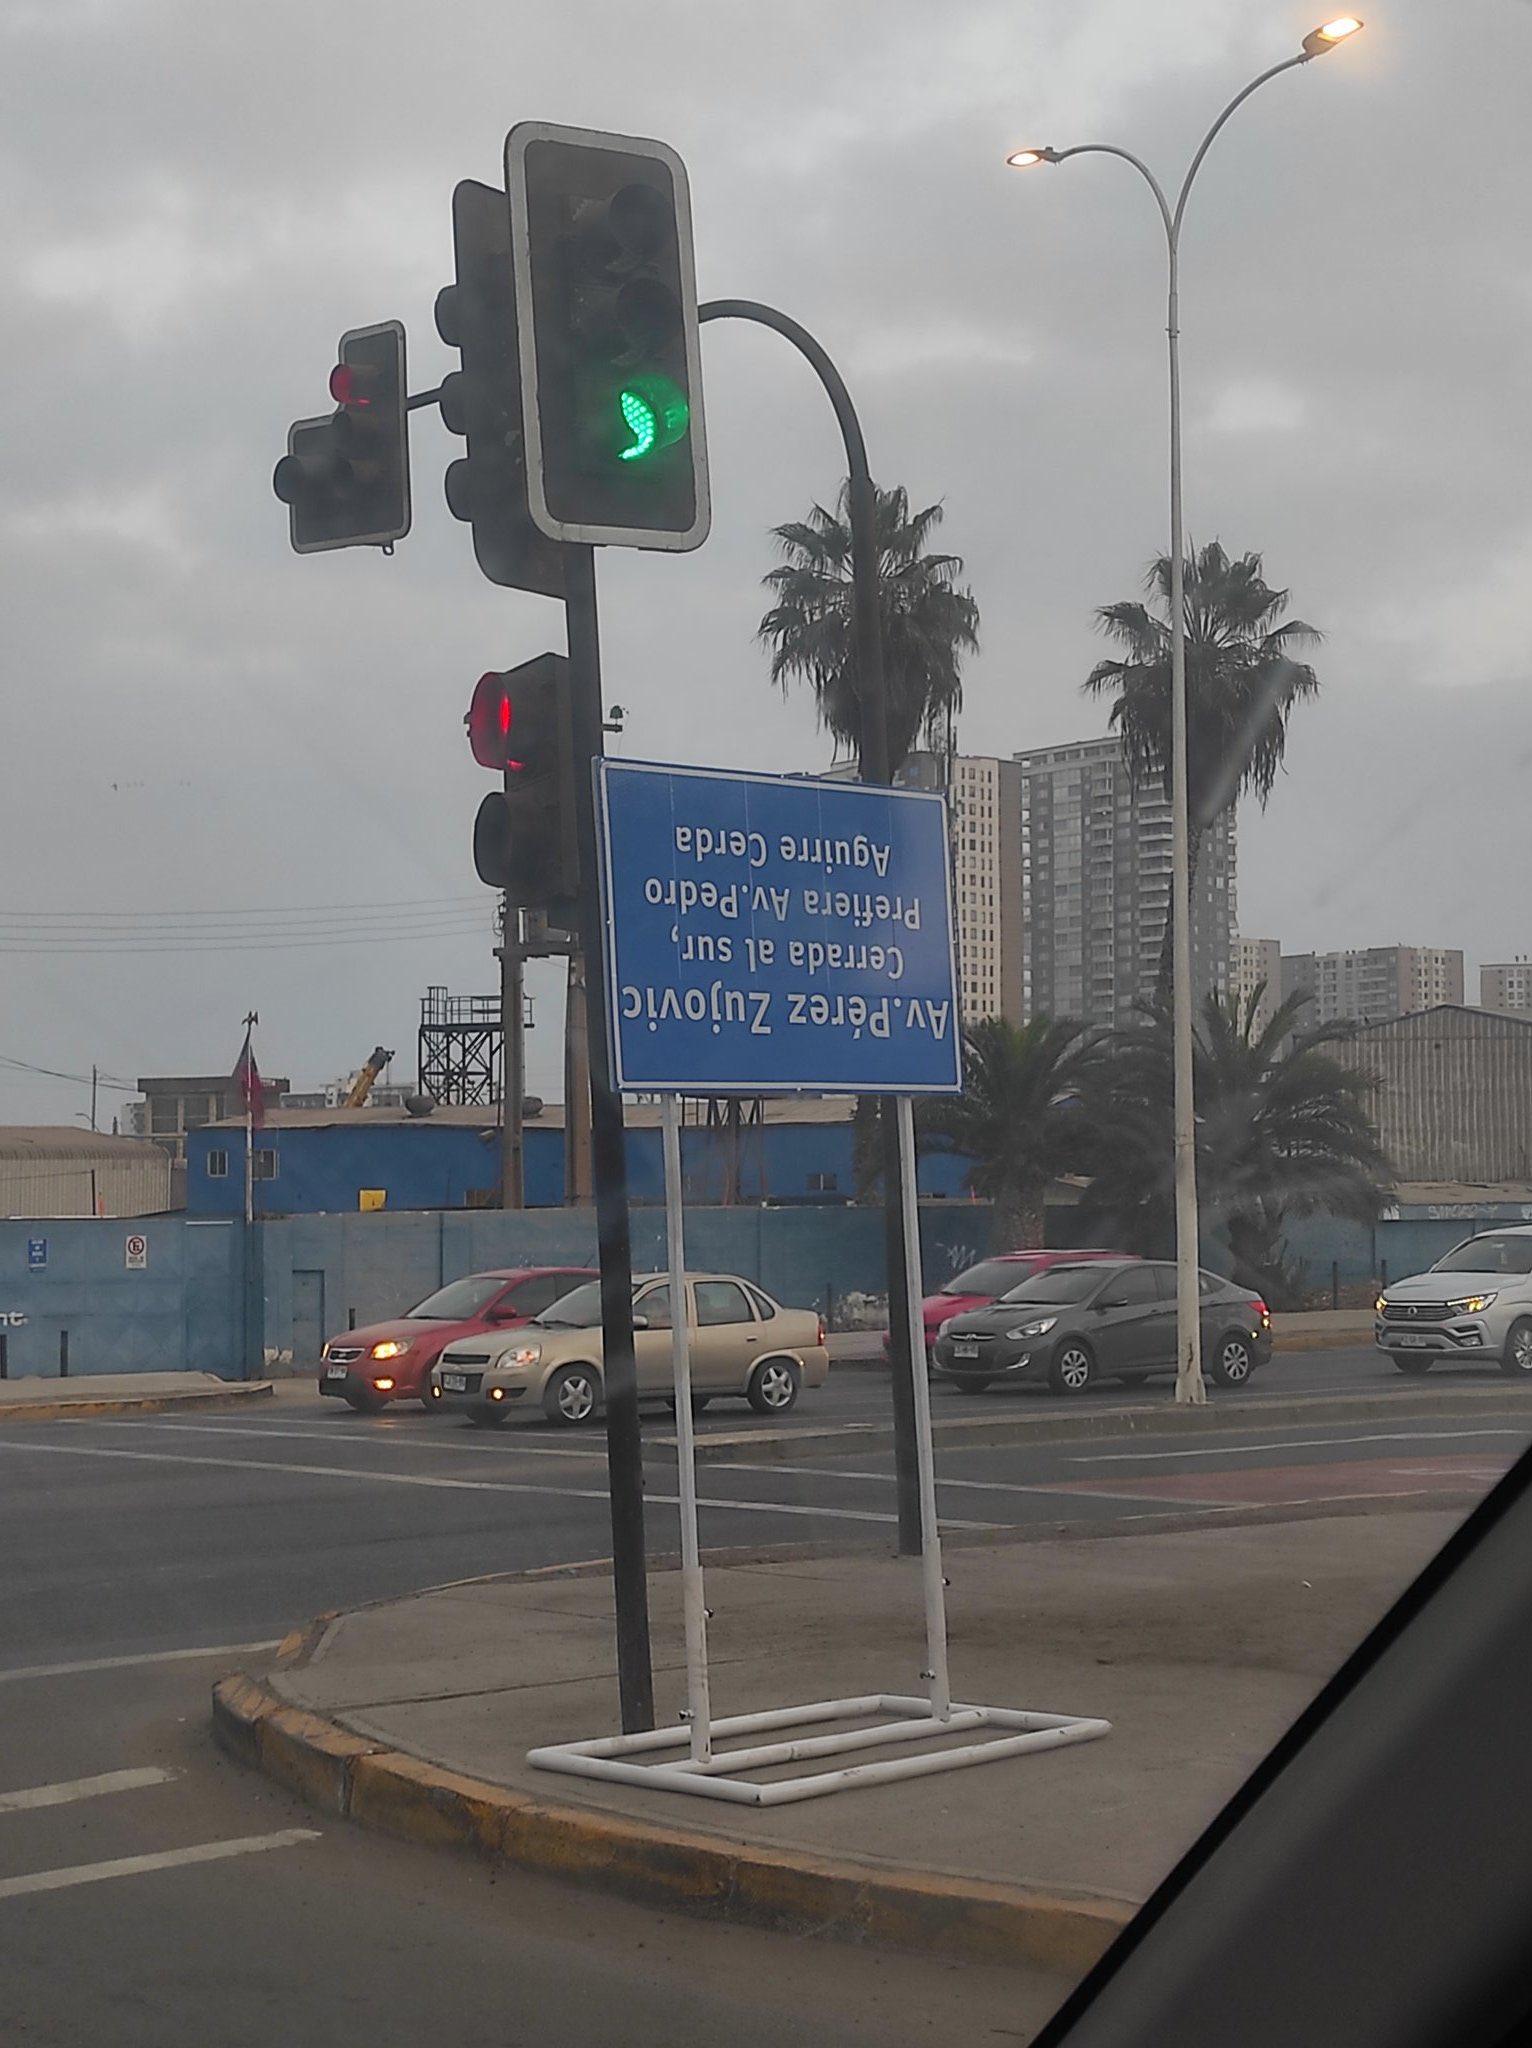 Av.Pérez Zujovic
Cerrada al sur,
Prefiera Av.Pedro
Aguirre Cerda